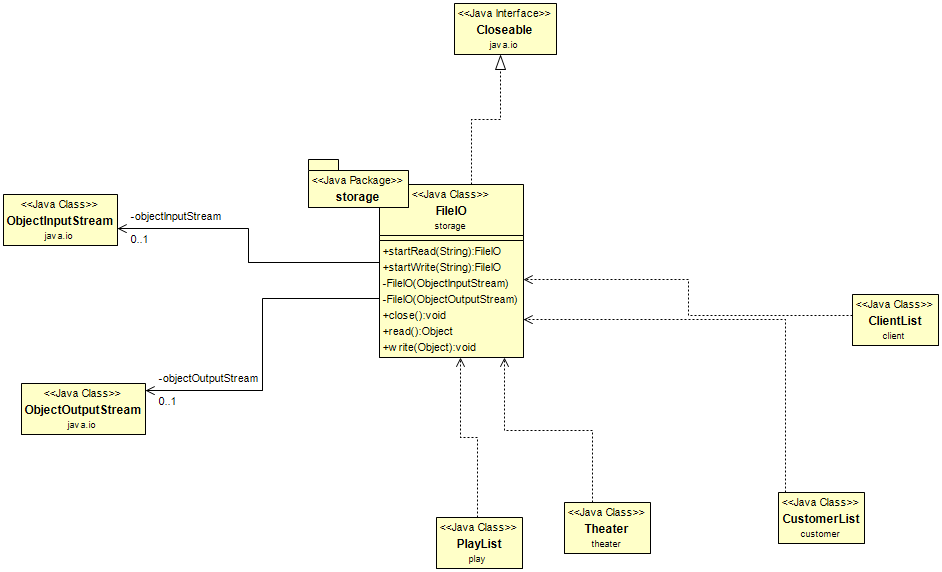 <<Java Interface>>
Closeable
java.io
<<Java Package>>
storage
<<Java Class>>
FileIO
storage
+startRead(String):FileIO
+startWrite(String):FileIO
-FileIO(ObjectInputStream)
-FileIO(ObjectOutputStream)
+close():void
+read():Object
+write(Object):void
<<Java Class>>
ObjectInputStream
java.io
-objectInputStream
0..1
<<Java Class>>
ObjectOutputStream
java.io
-objectOutputStream
0..1
<<Java Class>>
ClientList
client
<<Java Class>>
PlayList
play
<<Java Class>>
Theater
theater
<<Java Class>>
CustomerList
customer